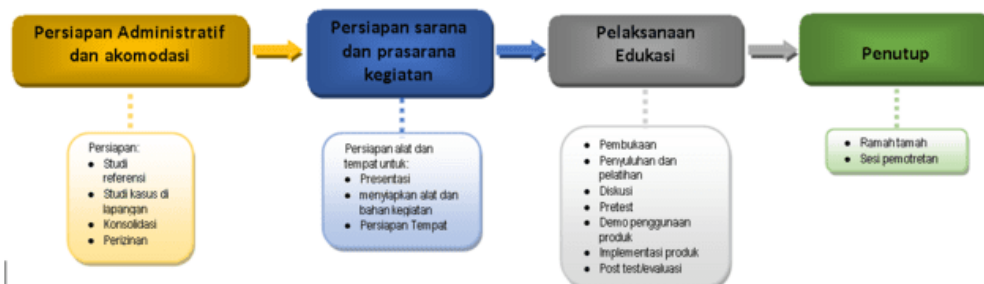 Persiapan Administratif
dan akomodasi
Persiapan sarana
dan prasarana
kegiatan
Pelaksanaan
Edukasi
Penutup
Persiapan:
• Studi
referensi
• Studi kasus di
lapangan
• Konsolidasi
• Perizinan
Persiapan alat dan
tempat untuk:
• Presentasi
• menyiapkan alat dan
bahan kegiatan
• Persiapan Tempat
• Pembukaan
• Penyuluhan dan
pelatihan
• Diskusi
• Pretest
• Demo penggunaan
produk
• Implementasi produk
• Post test/evaluasi
• Ramah tamah
• Sesi pemotretan